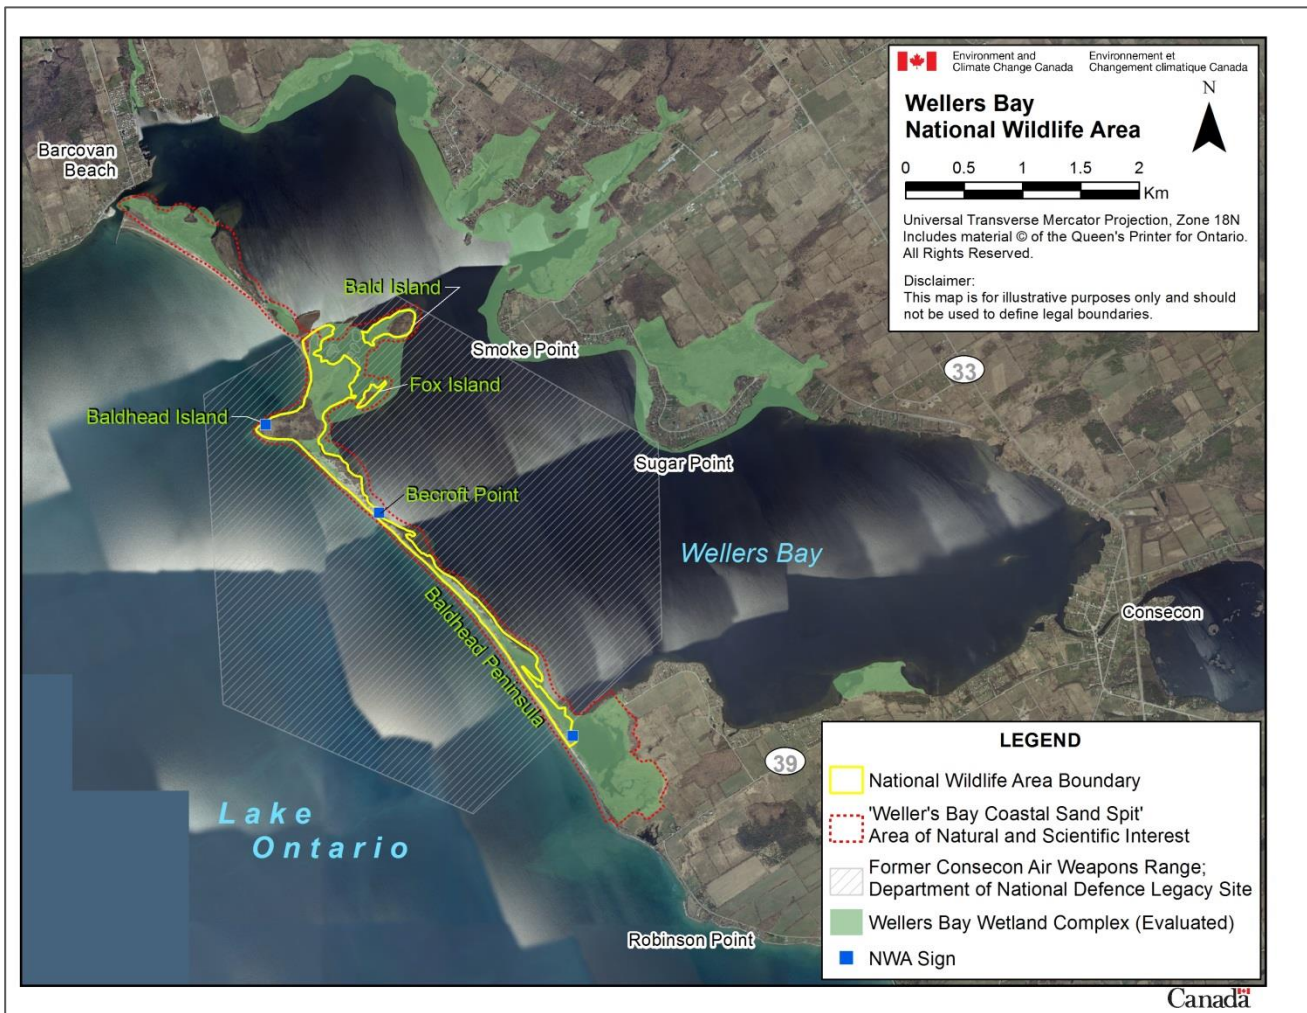 Environment and
Climate Change Canada
Environnement et
Changement climatique Canada
Wellers Bay
National Wildlife Area
N
0 0.5 1 1.5 2
Km
Universal Transverse Mercator Projection, Zone 18N
Includes material © of the Queen's Printer for Ontario.
All Rights Reserved.
Disclaimer:
This map is for illustrative purposes only and should
not be used to define legal boundaries.
Barcovan
Beach
Bald Island
Smoke Point
33
Fox Island
Baldhead Island
Sugar Point
Becroft Point
Wellers Bay
Consecon
Baldhead Peninsula
39
Lake
Ontario
Robinson Point
LEGEND
National Wildlife Area Boundary
'Weller's Bay Coastal Sand Spit'
Area of Natural and Scientific Interest
Former Consecon Air Weapons Range;
Department of National Defence Legacy Site
Wellers Bay Wetland Complex (Evaluated)
NWA Sign
Canada